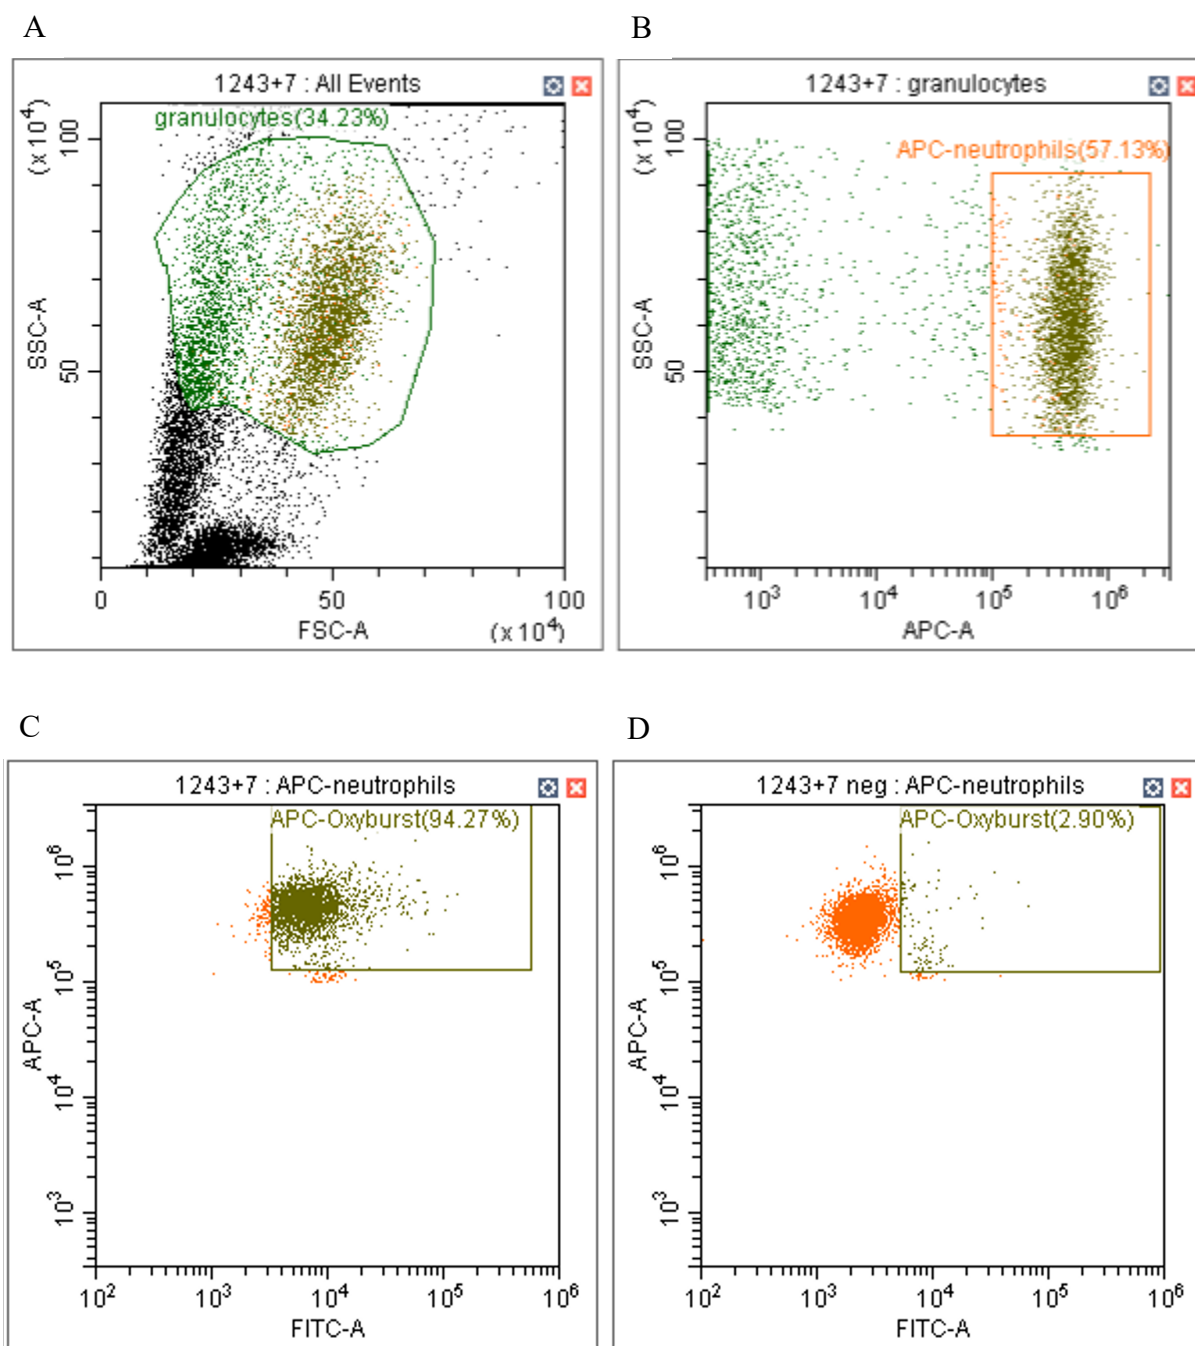 A
1243+7 : All Events
granulocytes(34.23%)
(x 10⁴)
100
50
SSC-A
0
50
100
FSC-A
(x 10⁴)
B
1243+7 : granulocytes
APC-neutrophils(57.13%)
(x 10⁴)
100
50
SSC-A
10³
10⁴
10⁵
10⁶
APC-A
C
1243+7 : APC-neutrophils
APC-Oxyburst(94.27%)
10⁶
10⁵
10⁴
10³
APC-A
10²
10³
10⁴
10⁵
10⁶
FITC-A
D
1243+7 neg : APC-neutrophils
APC-Oxyburst(2.90%)
10⁶
10⁵
10⁴
10³
APC-A
10²
10³
10⁴
10⁵
10⁶
FITC-A